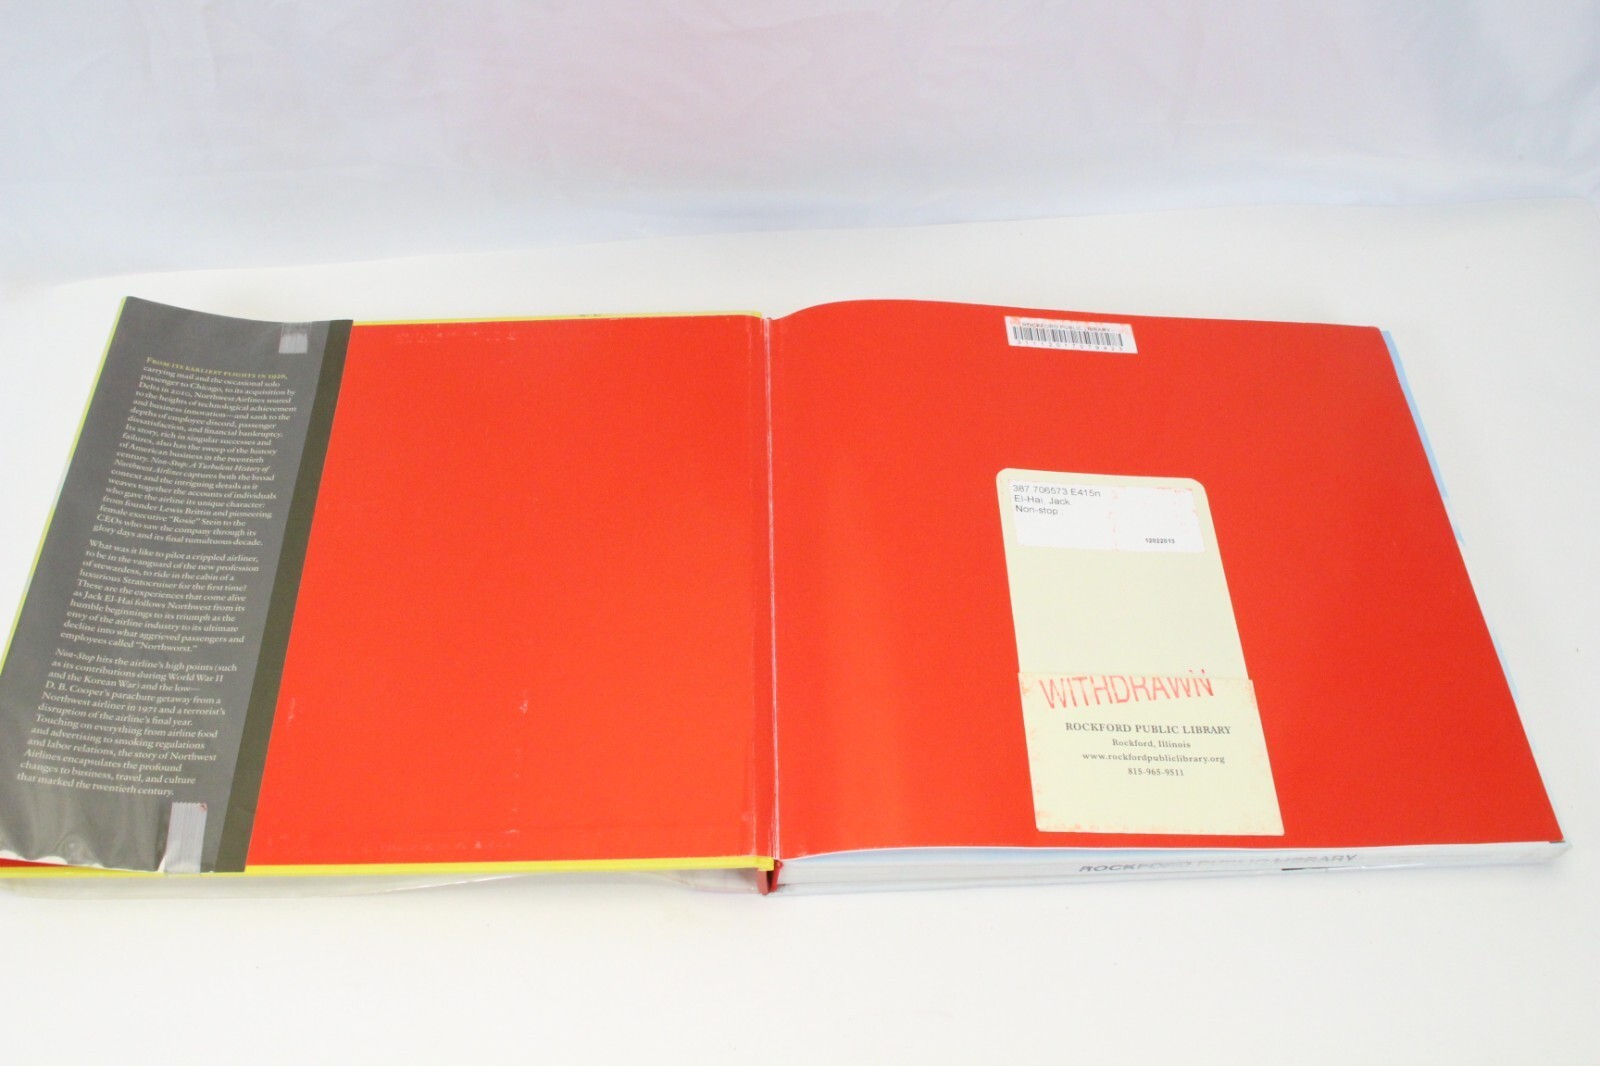 FROM ITS EARLIEST FLIGHTS IN 1926,
carrying mail and the occasional solo
passenger to Chicago, to its acquisition by
Delta in 2010, Northwest Airlines soared
to the heights of technological achievement
and business innovation—and sank to the
depths of employee discord, passenger
dissatisfaction, and financial bankruptcy.
Its story, rich in singular successes and
failures, also has the sweep of the history
of American business in the twentieth
century. Non-Stop: A Turbulent History of
Northwest Airlines captures both the broad
context and the intriguing details as it
weaves together the accounts of individuals
who gave the airline its unique character:
from founder Lewis Brittin and pioneering
female executive "Rosie" Stein to the
CEOs who saw the company through its
glory days and its final tumultuous decade.
What was it like to pilot a crippled airliner,
to be in the vanguard of the new profession
of stewardess, to ride in the cabin of a
luxurious Stratocruiser for the first time?
These are the experiences that come alive
as Jack El-Hai follows Northwest from its
humble beginnings to its triumph as the
envy of the airline industry to its ultimate
decline into what aggrieved passengers and
employees called "Northworst."
Non-Stop hits the airline's high points (such
as its contributions during World War II
and the Korean War) and the low—
D. B. Cooper's parachute getaway from a
Northwest airliner in 1971 and a terrorist's
disruption of the airline's final year.
Touching on everything from airline food
and advertising to smoking regulations
and labor relations, the story of Northwest
Airlines encapsulates the profound
changes to business, travel, and culture
that marked the twentieth century.
ROCKFORD PUBLIC LIBRARY
387.706573 E415n
El-Hai, Jack.
Non-stop
12022013
WITHDRAWN
ROCKFORD PUBLIC LIBRARY
Rockford, Illinois
www.rockfordpubliclibrary.org
815-965-9511
ROCKFORD PUBLIC LIBRARY